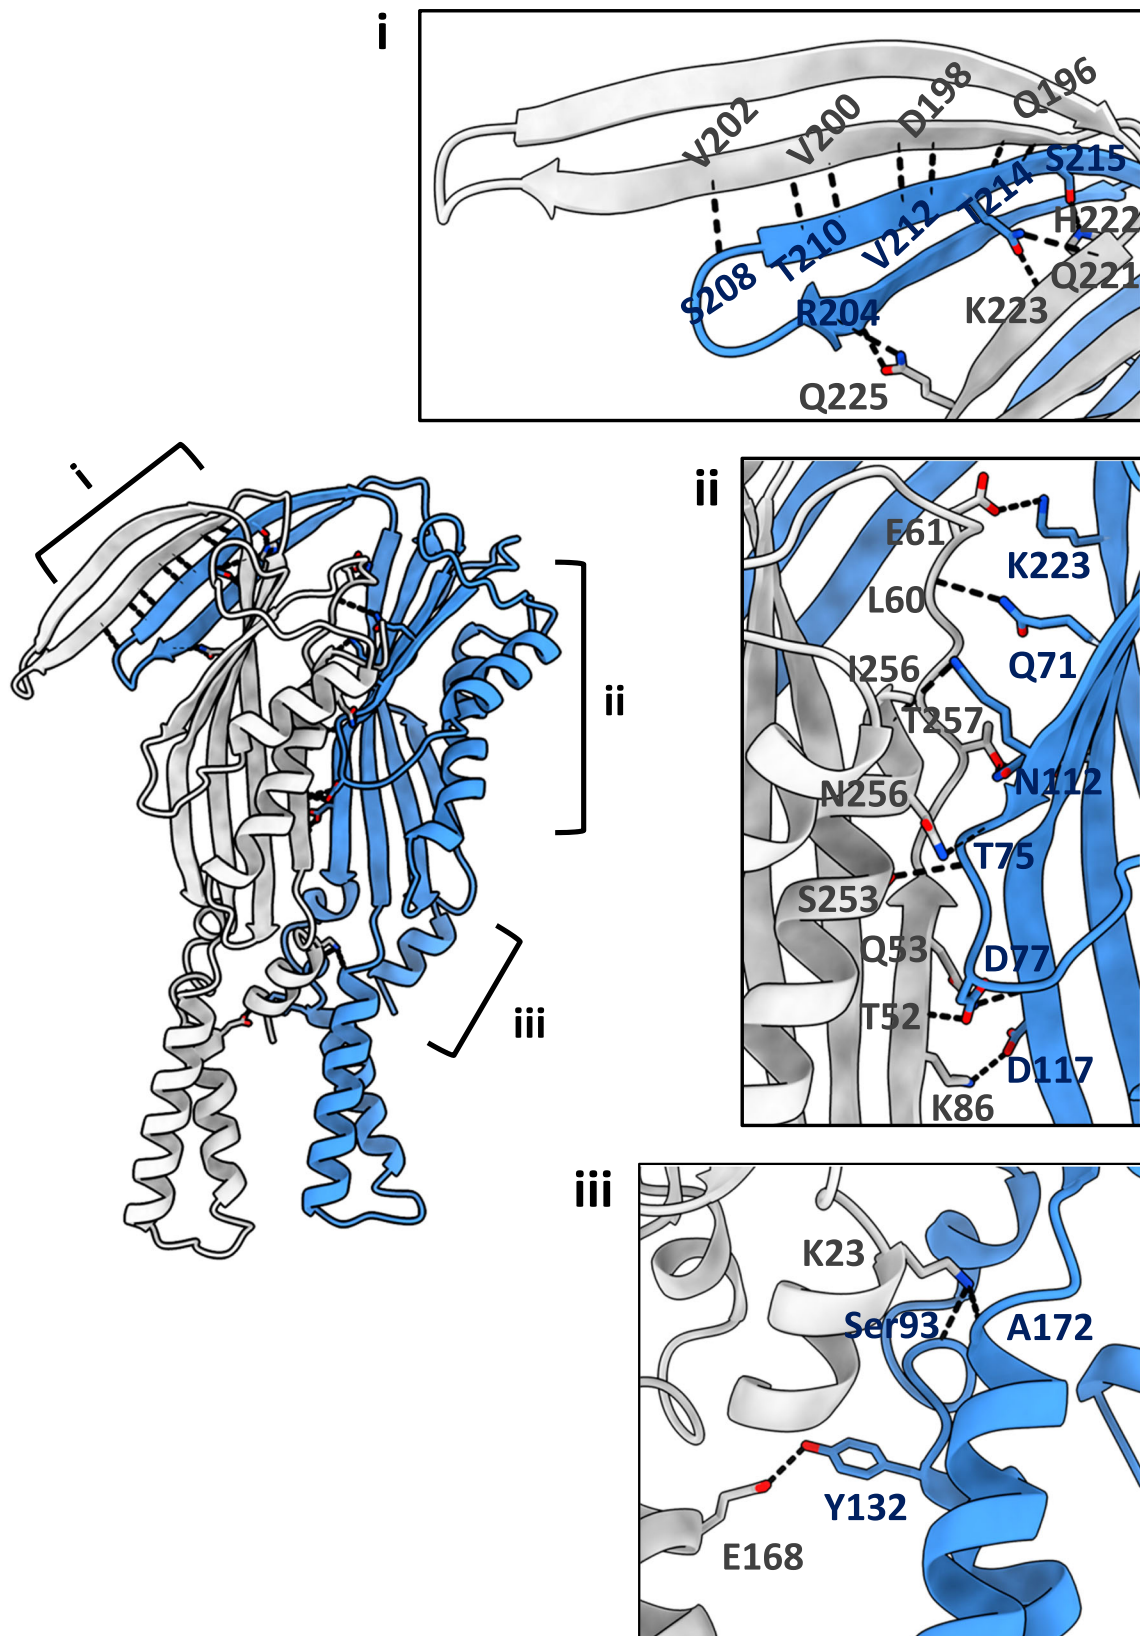 i
V202
V200
D198
Q196
S215
T214
H222
V212
T210
Q221
S208
R204
K223
Q225
i
ii
iii
ii
E61
K223
L60
Q71
I256
T257
N112
N256
T75
S253
Q53
D77
T52
D117
K86
iii
K23
Ser93
A172
Y132
E168